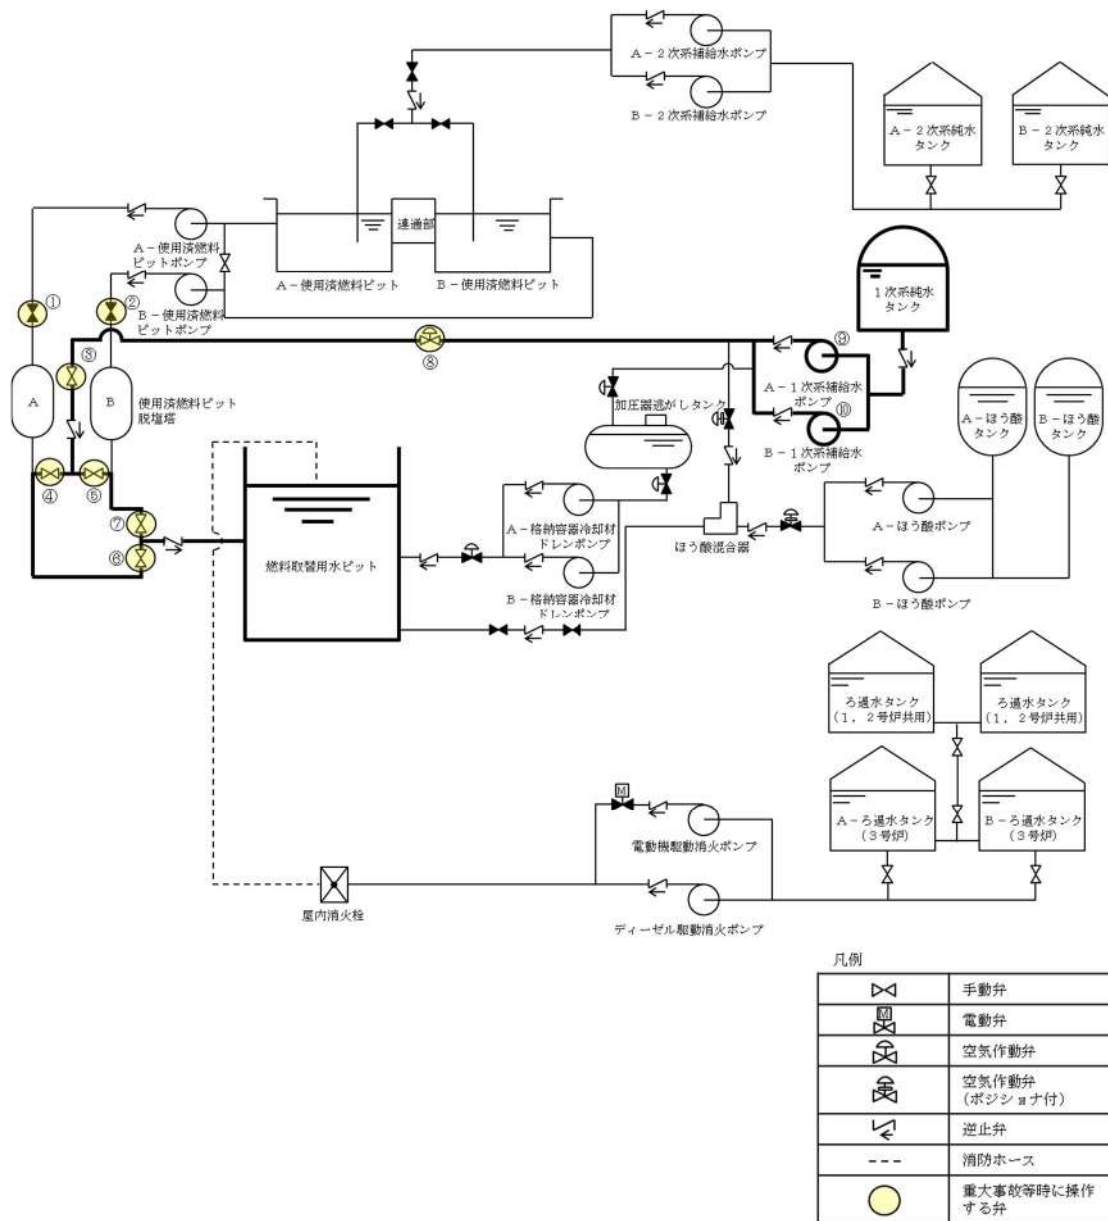 A-2次系補給水ポンプ
B-2次系補給水ポンプ
A-2次系純水
タンク
B-2次系純水
タンク
連通部
A-使用済燃料
ピットポンプ
A-使用済燃料ピット
B-使用済燃料ピット
1次系純水
タンク
①
②
B-使用済燃料
ピットポンプ
③
⑧
⑨
A-1次系補給水
ポンプ
⑩
B-1次系補給水
ポンプ
A
B
使用済燃料ピット
脱塩塔
加圧器逃がしタンク
A-ほう酸
タンク
B-ほう酸
タンク
④
⑤
⑦
⑥
A-格納容器冷却材
ドレンポンプ
ほう酸混合器
A-ほう酸ポンプ
燃料取替用水ピット
B-格納容器冷却材
ドレンポンプ
B-ほう酸ポンプ
ろ過水タンク
(1,2号炉共用)
ろ過水タンク
(1,2号炉共用)
M
電動機駆動消火ポンプ
A-ろ過水タンク
(3号炉)
B-ろ過水タンク
(3号炉)
屋内消火栓
ディーゼル駆動消火ポンプ
凡例
手動弁
M
電動弁
空気作動弁
空気作動弁
(ポジショナ付)
逆止弁
消防ホース
重大事故等時に操作
する弁